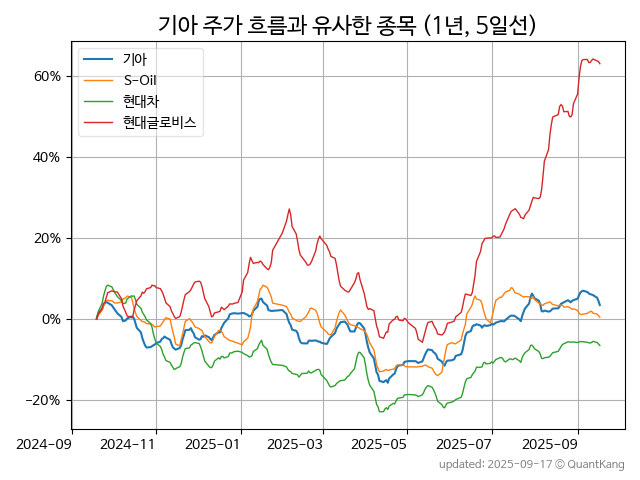 기아 주가 흐름과 유사한 종목 (1년, 5일선)
기아
S-Oil
현대차
현대글로비스
60%
40%
20%
0%
−20%
2024-09 2024-11 2025-01 2025-03 2025-05 2025-07 2025-09
updated: 2025-09-17 © QuantKang